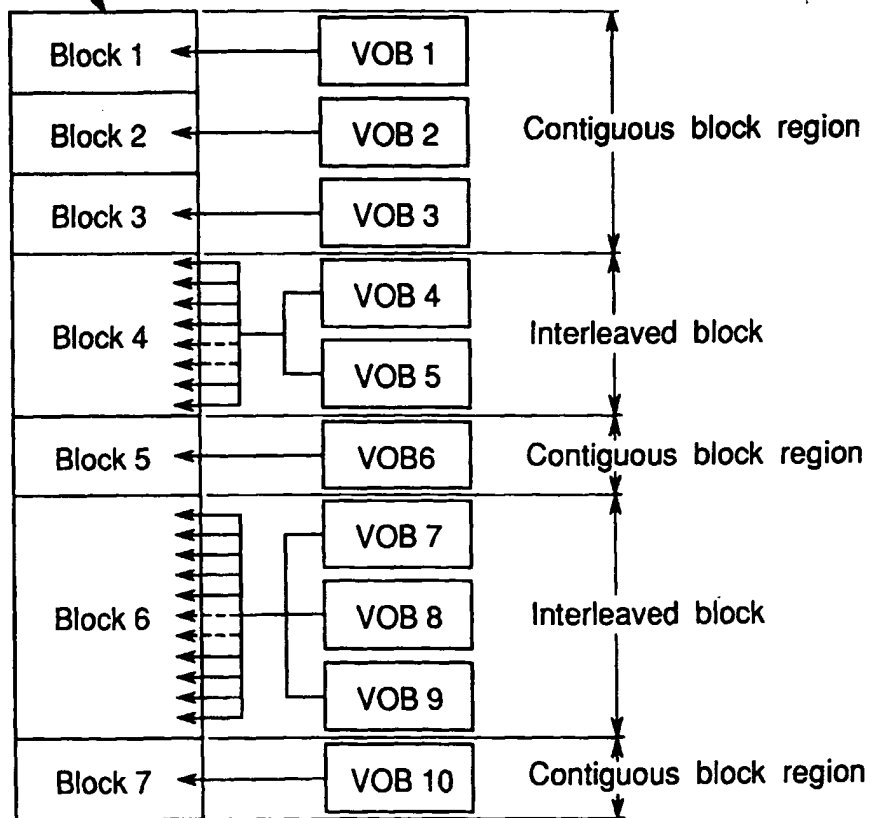 Block 1
VOB 1
Block 2
VOB 2
Contiguous block region
Block 3
VOB 3
VOB 4
Block 4
Interleaved block
VOB 5
Block 5
VOB6
Contiguous block region
VOB 7
Block 6
VOB 8
Interleaved block
VOB 9
Block 7
VOB 10
Contiguous block region